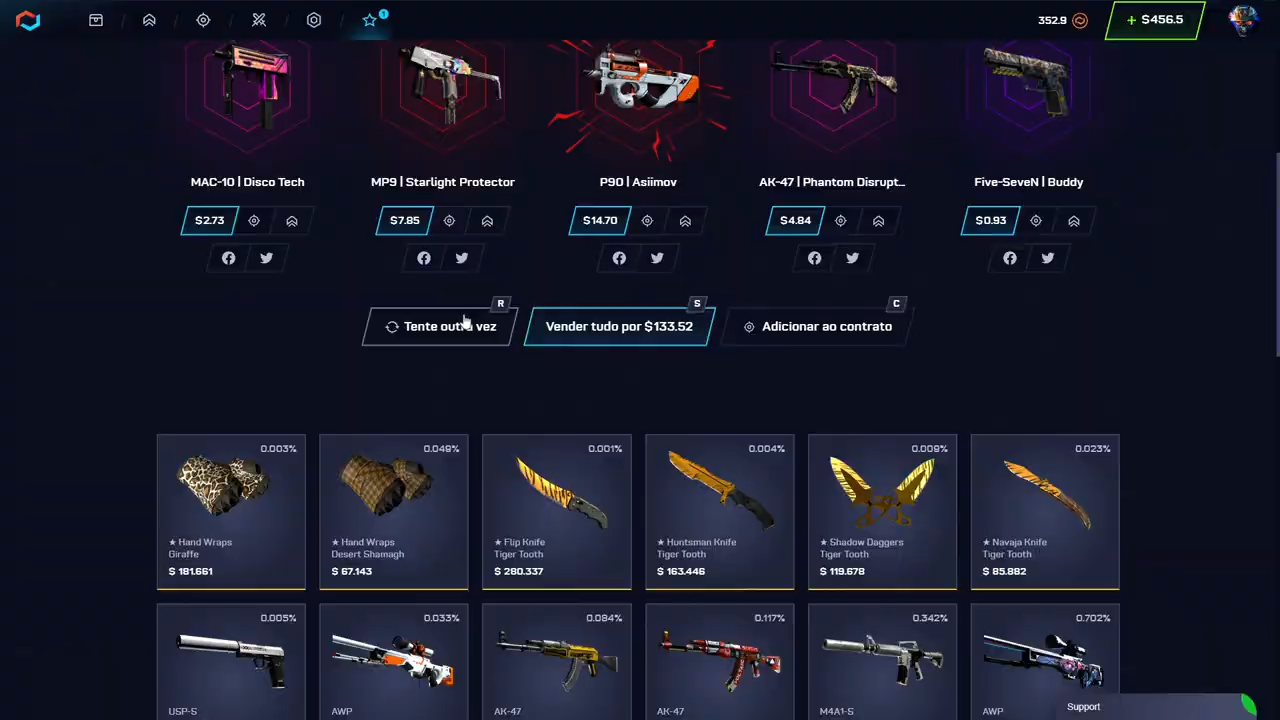 1
352.9
+ $456.5
MAC-10 | Disco Tech
MP9 | Starlight Protector
P90 | Asiimov
AK-47 | Phantom Disrupt...
Five-SeveN | Buddy
$2.73
$7.85
$14.70
$4.84
$0.93
R
S
C
Tente outra vez
Vender tudo por $133.52
Adicionar ao contrato
0.003%
0.049%
0.001%
0.004%
0.009%
0.023%
★ Hand Wraps
Giraffe
$ 181.661
★ Hand Wraps
Desert Shamagh
$ 67.143
★ Flip Knife
Tiger Tooth
$ 280.337
★ Huntsman Knife
Tiger Tooth
$ 163.446
★ Shadow Daggers
Tiger Tooth
$ 119.678
★ Navaja Knife
Tiger Tooth
$ 85.882
0.005%
0.033%
0.094%
0.117%
0.342%
0.702%
USP-S
AWP
AK-47
AK-47
M4A1-S
AWP
Support